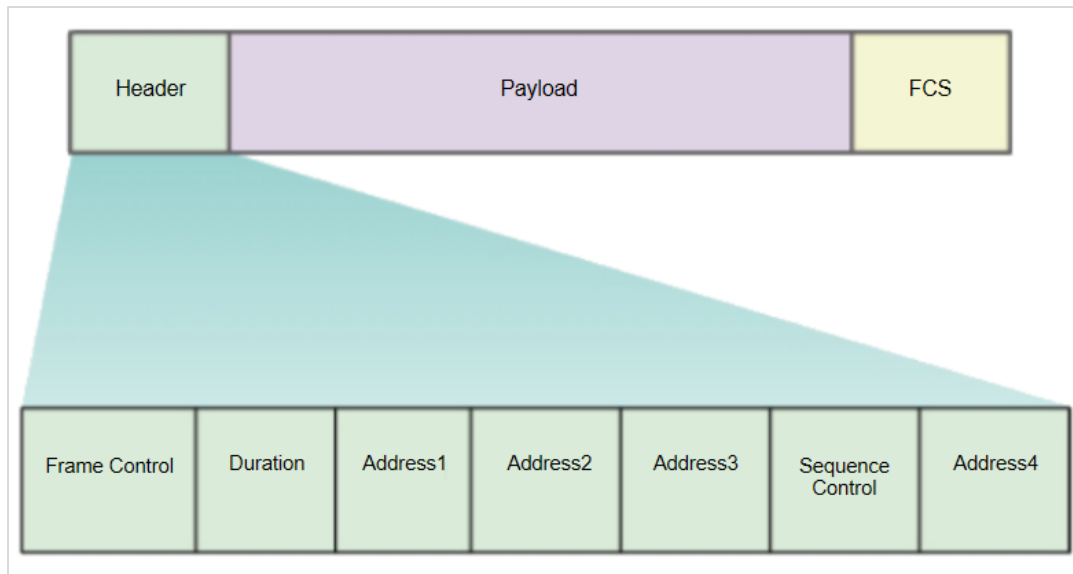 Header
Payload
FCS
Frame Control
Duration
Address1
Address2
Address3
Sequence
Control
Address4